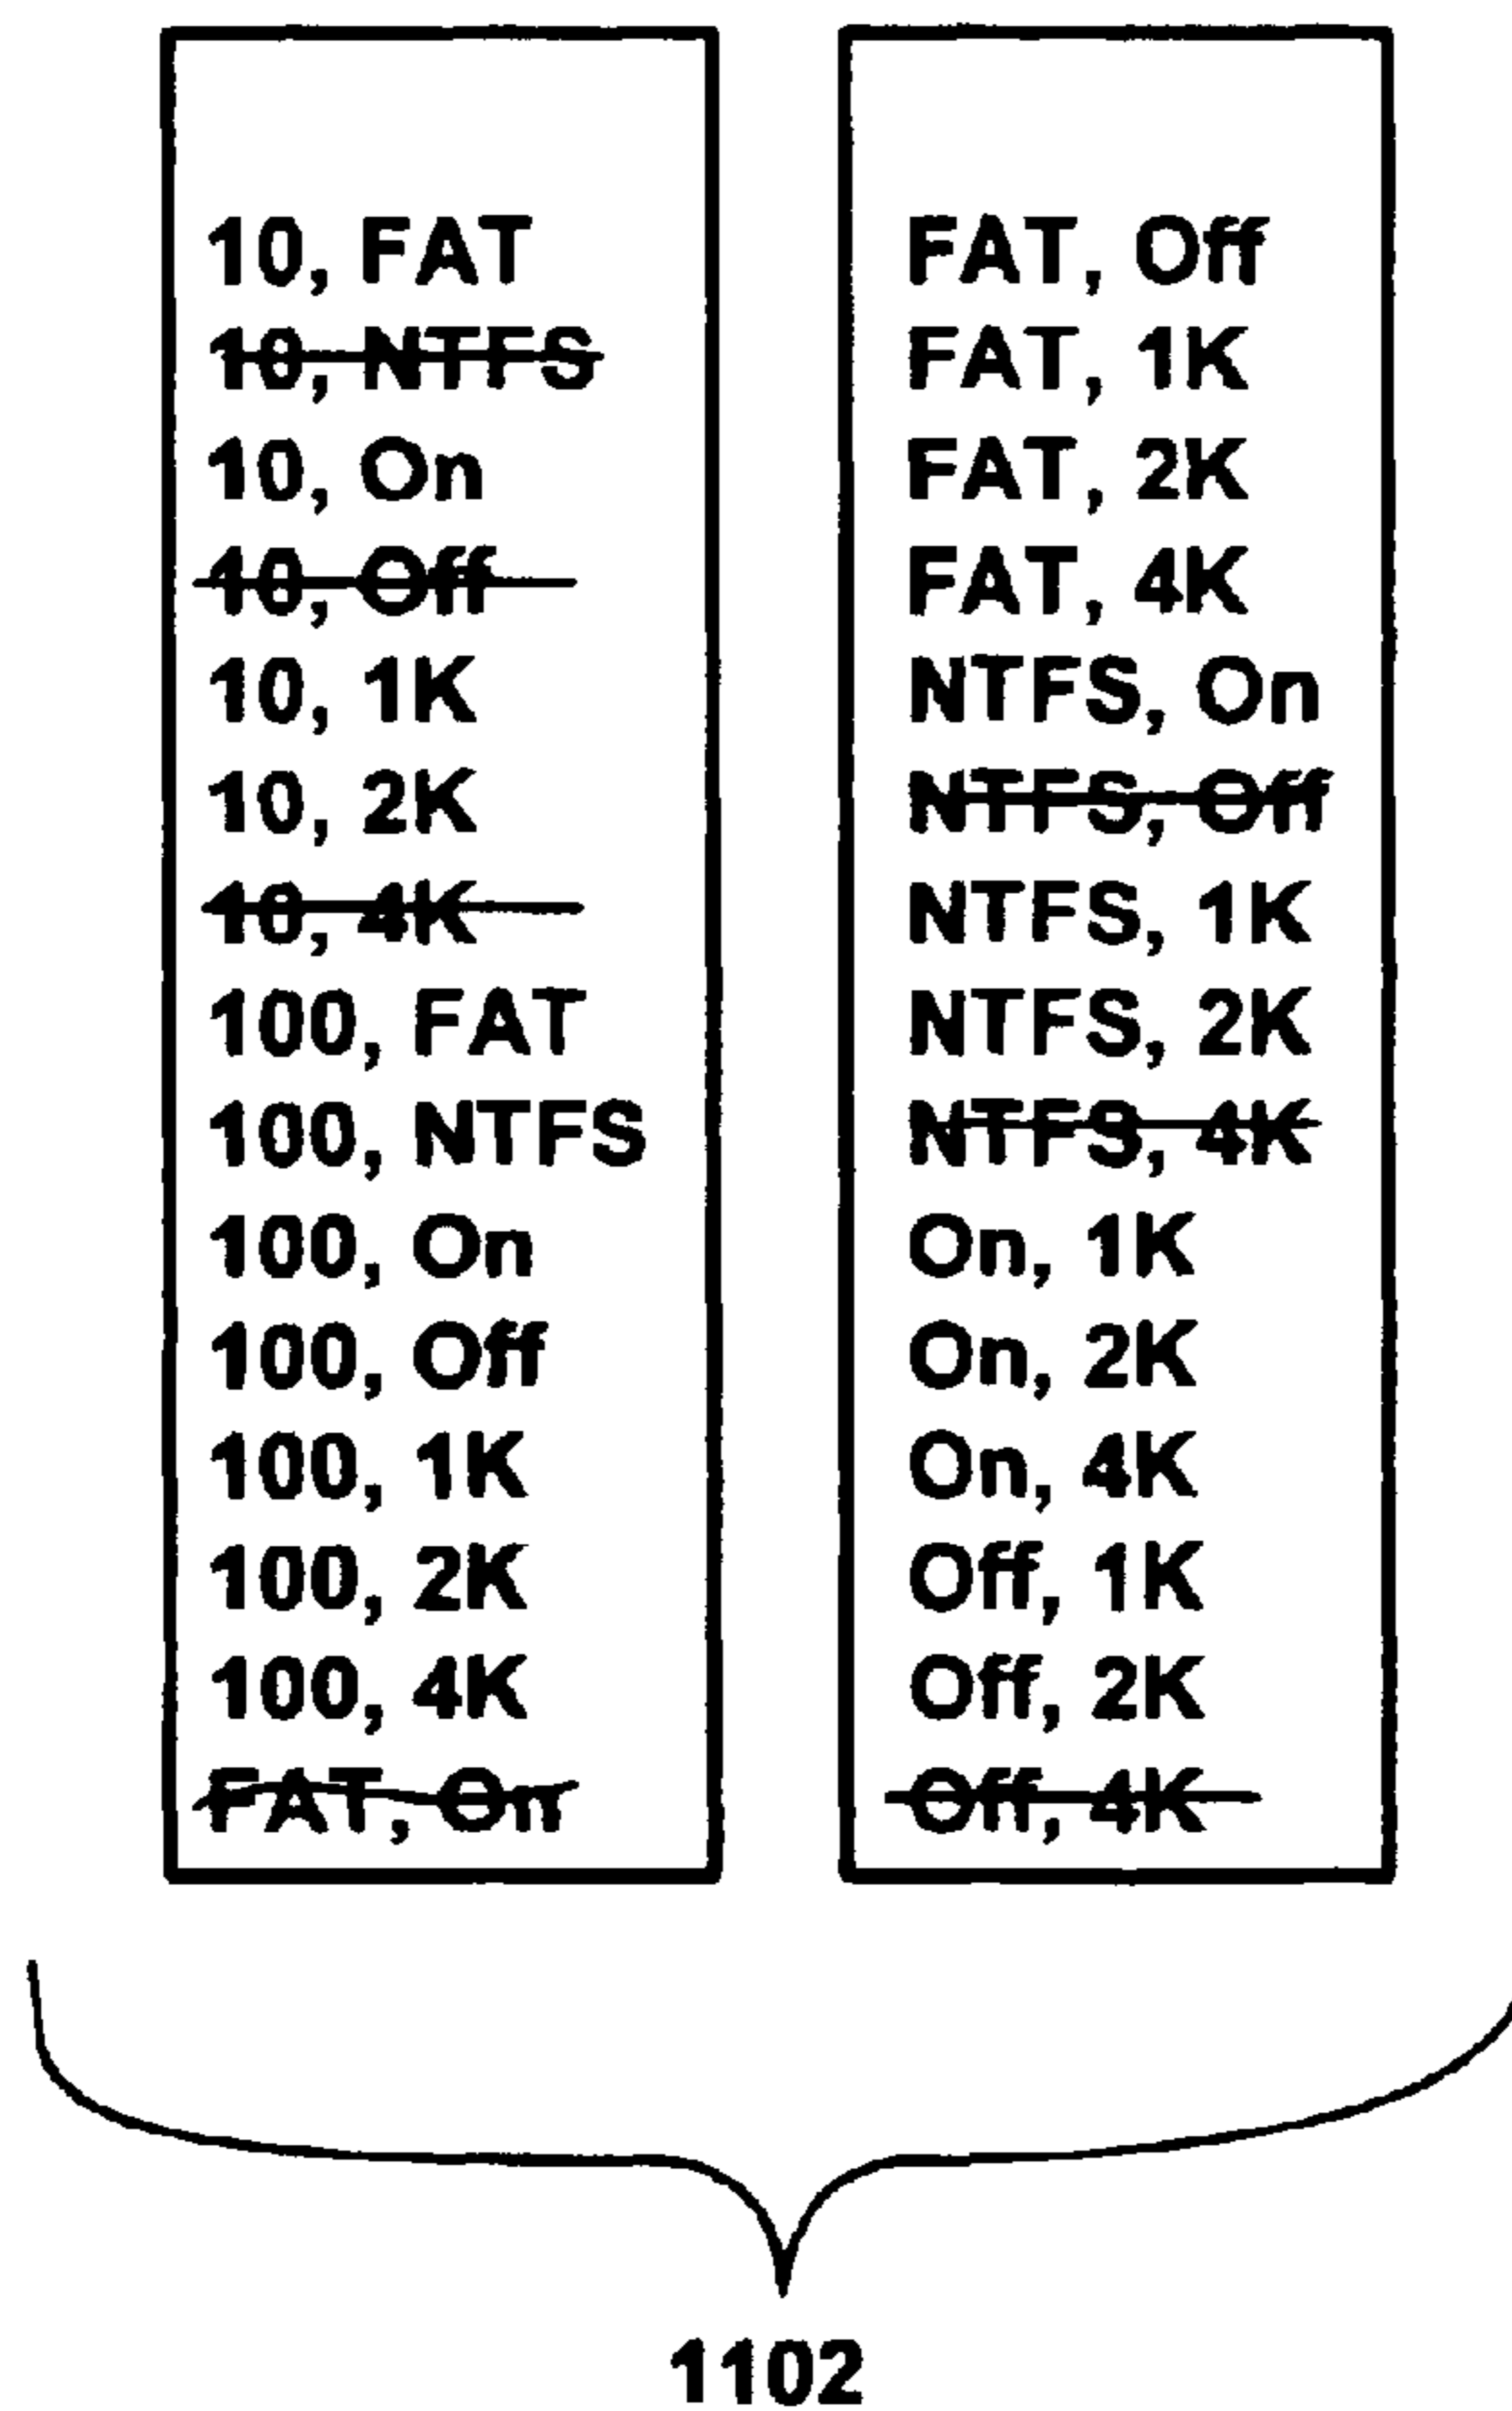 10, FAT
10, NTFS
10, On
10, Off
10, 1K
10, 2K
10, 4K
100, FAT
100, NTFS
100, On
100, Off
100, 1K
100, 2K
100, 4K
FAT, On
FAT, Off
FAT, 1K
FAT, 2K
FAT, 4K
NTFS, On
NTFS, Off
NTFS, 1K
NTFS, 2K
NTFS, 4K
On, 1K
On, 2K
On, 4K
Off, 1K
Off, 2K
Off, 4K
1102